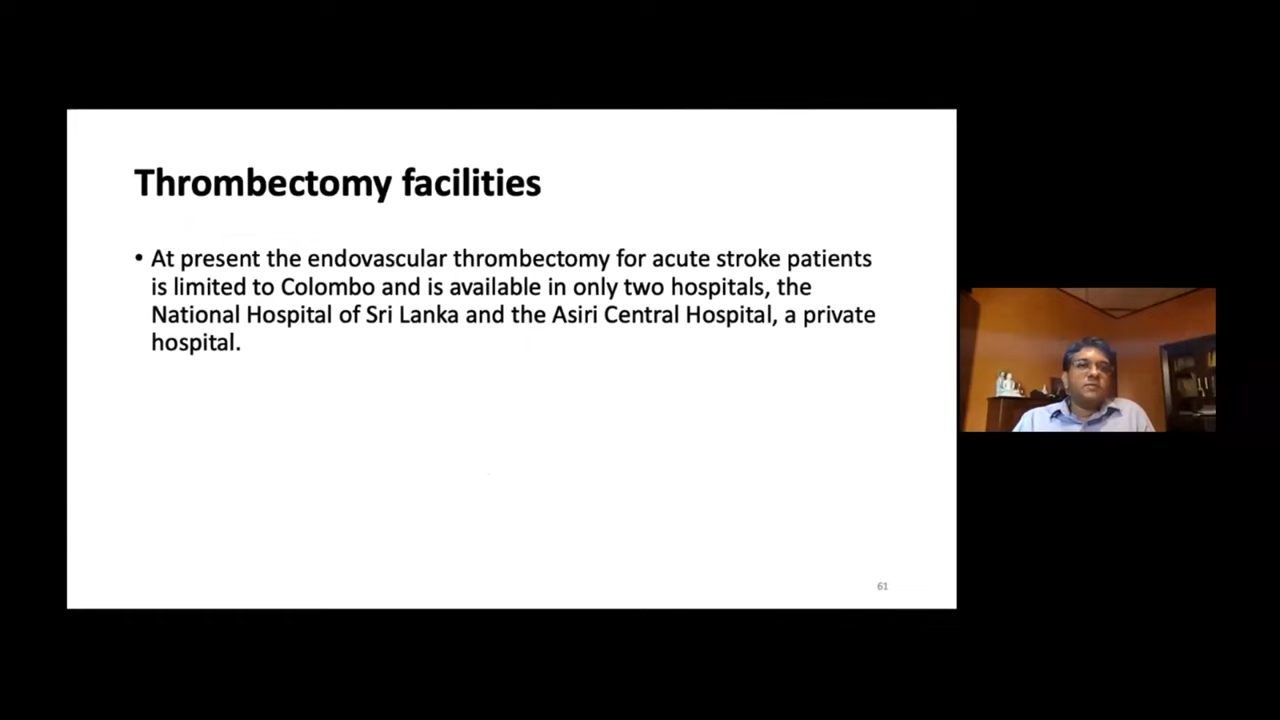 Thrombectomy facilities
• At present the endovascular thrombectomy for acute stroke patients
is limited to Colombo and is available in only two hospitals, the
National Hospital of Sri Lanka and the Asiri Central Hospital, a private
hospital.
61